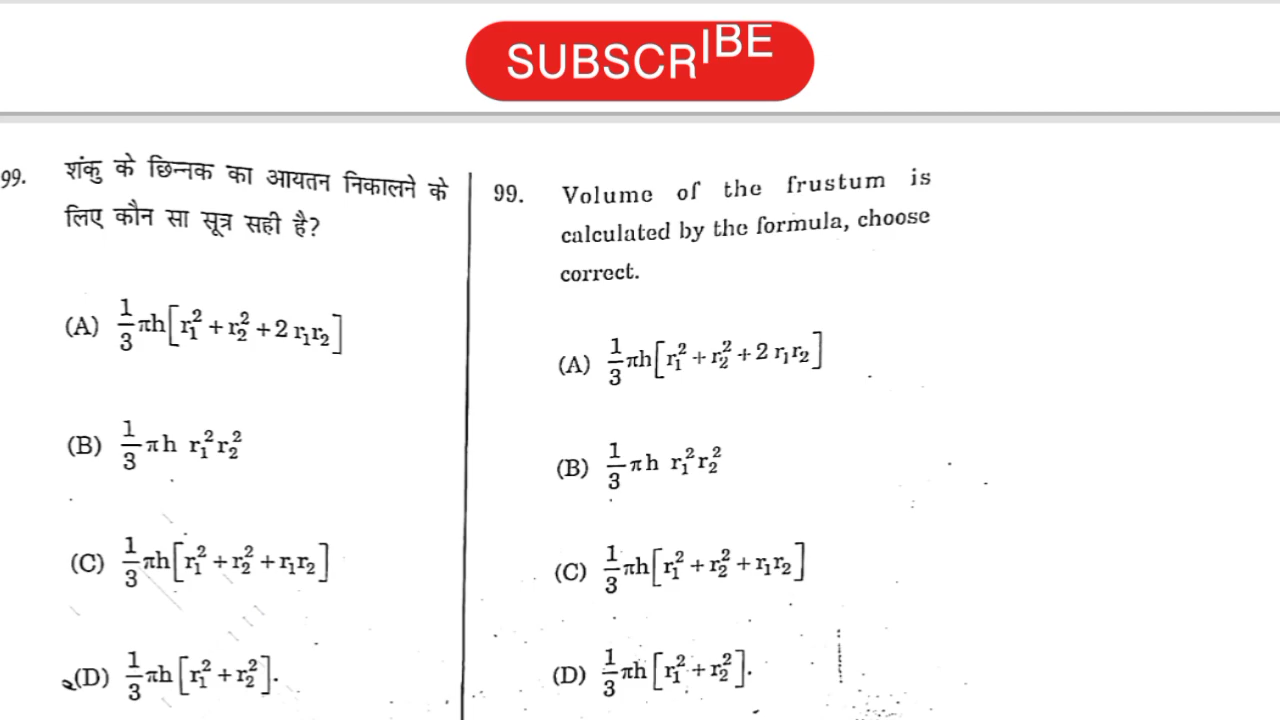 SUBSCRIBE
99. शंकु के छिन्नक का आयतन निकालने के
लिए कौन सा सूत्र सही है?
(A) 1/3 πh[r₁² + r₂² + 2 r₁r₂]
(B) 1/3 πh r₁²r₂²
(C) 1/3 πh[r₁² + r₂² + r₁r₂]
(D) 1/3 πh[r₁² + r₂²].
99. Volume of the frustum is
calculated by the formula, choose
correct.
(A) 1/3 πh[r₁² + r₂² + 2 r₁r₂]
(B) 1/3 πh r₁²r₂²
(C) 1/3 πh[r₁² + r₂² + r₁r₂]
(D) 1/3 πh[r₁² + r₂²].